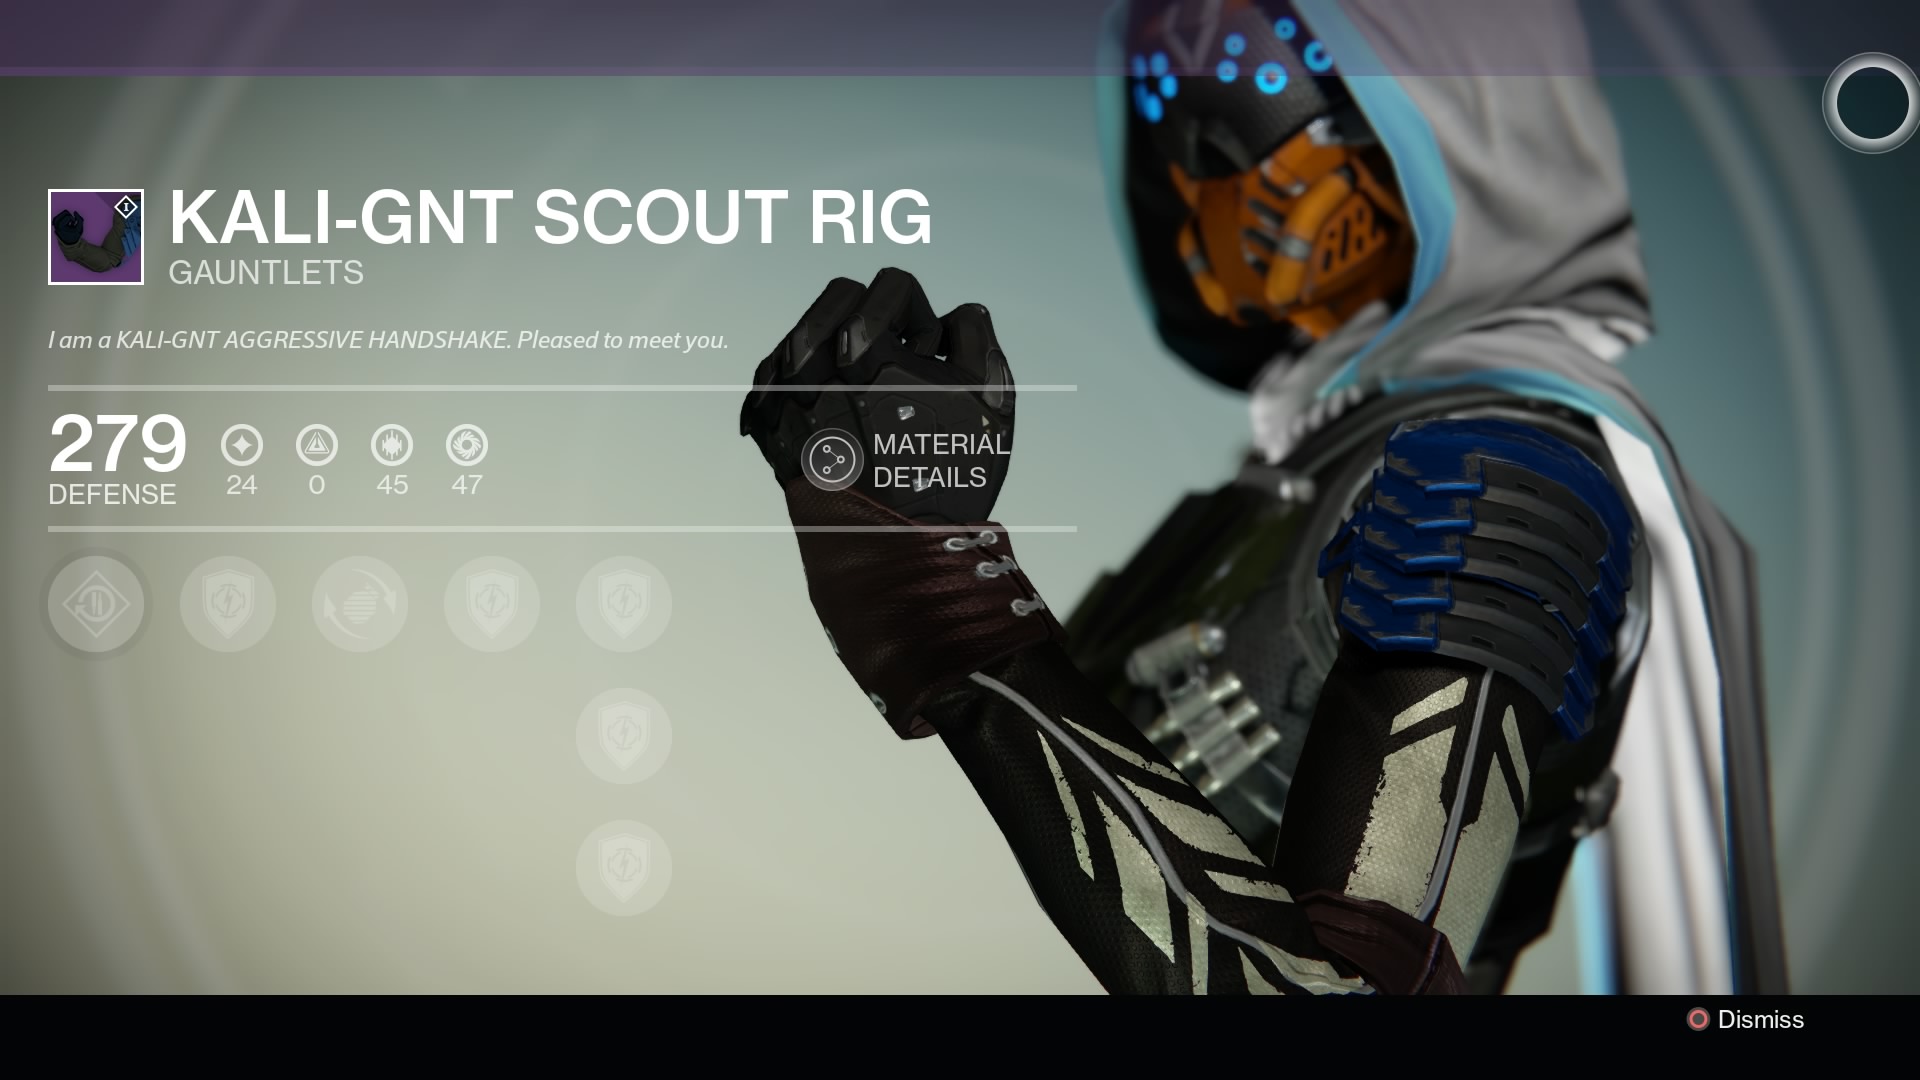 KALI-GNT SCOUT RIG
GAUNTLETS
I am a KALI-GNT AGGRESSIVE HANDSHAKE. Pleased to meet you.
279
DEFENSE
24 0 45 47
MATERIAL
DETAILS
Dismiss